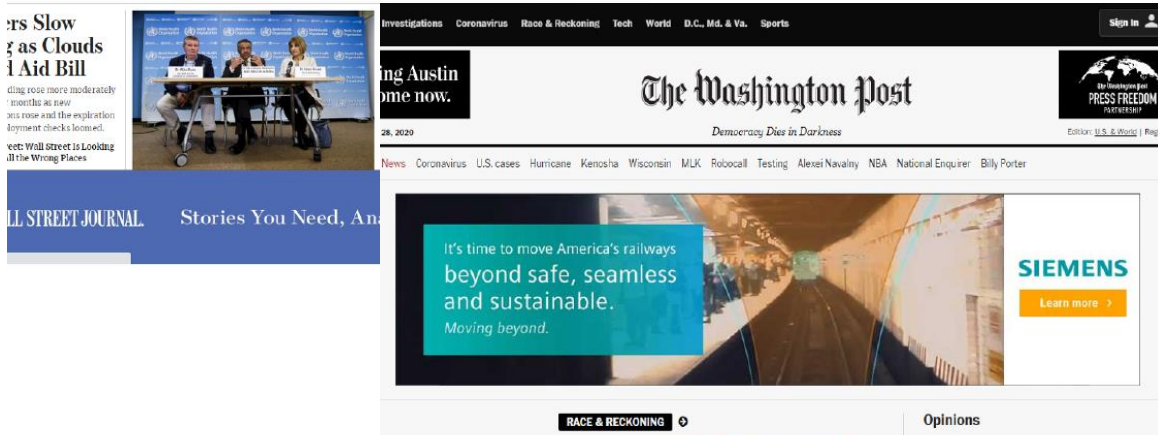 ers Slow
g as Clouds
d Aid Bill
ding rose more moderately
months as new
ons rose and the expiration
loyment checks loomed.
eet: Wall Street Is Looking
ll the Wrong Places
LL STREET JOURNAL.
Stories You Need, Ana
Investigations Coronavirus Race & Reckoning Tech World D.C., Md. & Va. Sports
Sign In
ing Austin
ome now.
The Washington Post
The Washington Post
PRESS FREEDOM
PARTNERSHIP
28, 2020
Democracy Dies in Darkness
Edition: U.S. & World | Reg
News Coronavirus U.S. cases Hurricane Kenosha Wisconsin MLK Robocall Testing Alexei Navalny NBA National Enquirer Billy Porter
It's time to move America's railways
beyond safe, seamless
and sustainable.
Moving beyond.
SIEMENS
Learn more >
RACE & RECKONING
Opinions